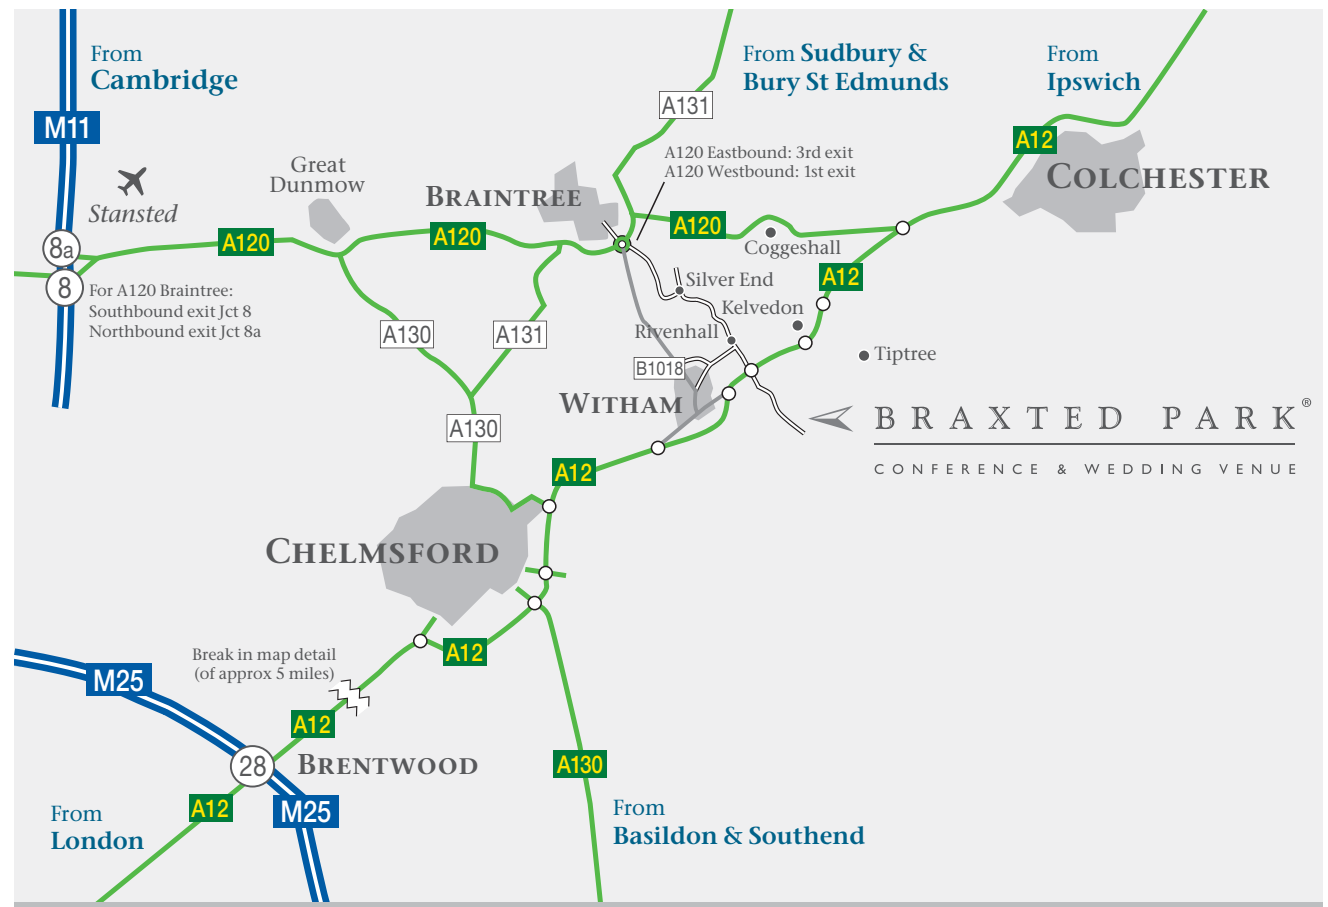 From
Cambridge
M11
Stansted
8a
8
For A120 Braintree:
Southbound exit Jct 8
Northbound exit Jct 8a
A120
Great
Dunmow
A120
BRAINTREE
A131
From Sudbury &
Bury St Edmunds
A120 Eastbound: 3rd exit
A120 Westbound: 1st exit
From
Ipswich
A12
COLCHESTER
A120
Coggeshall
A12
Silver End
Kelvedon
Rivenhall
Tiptree
A130
A131
B1018
WITHAM
A130
BRAXTED PARK®
CONFERENCE & WEDDING VENUE
A12
CHELMSFORD
A12
Break in map detail
(of approx 5 miles)
M25
A12
28
BRENTWOOD
A130
A12
M25
From
London
From
Basildon & Southend